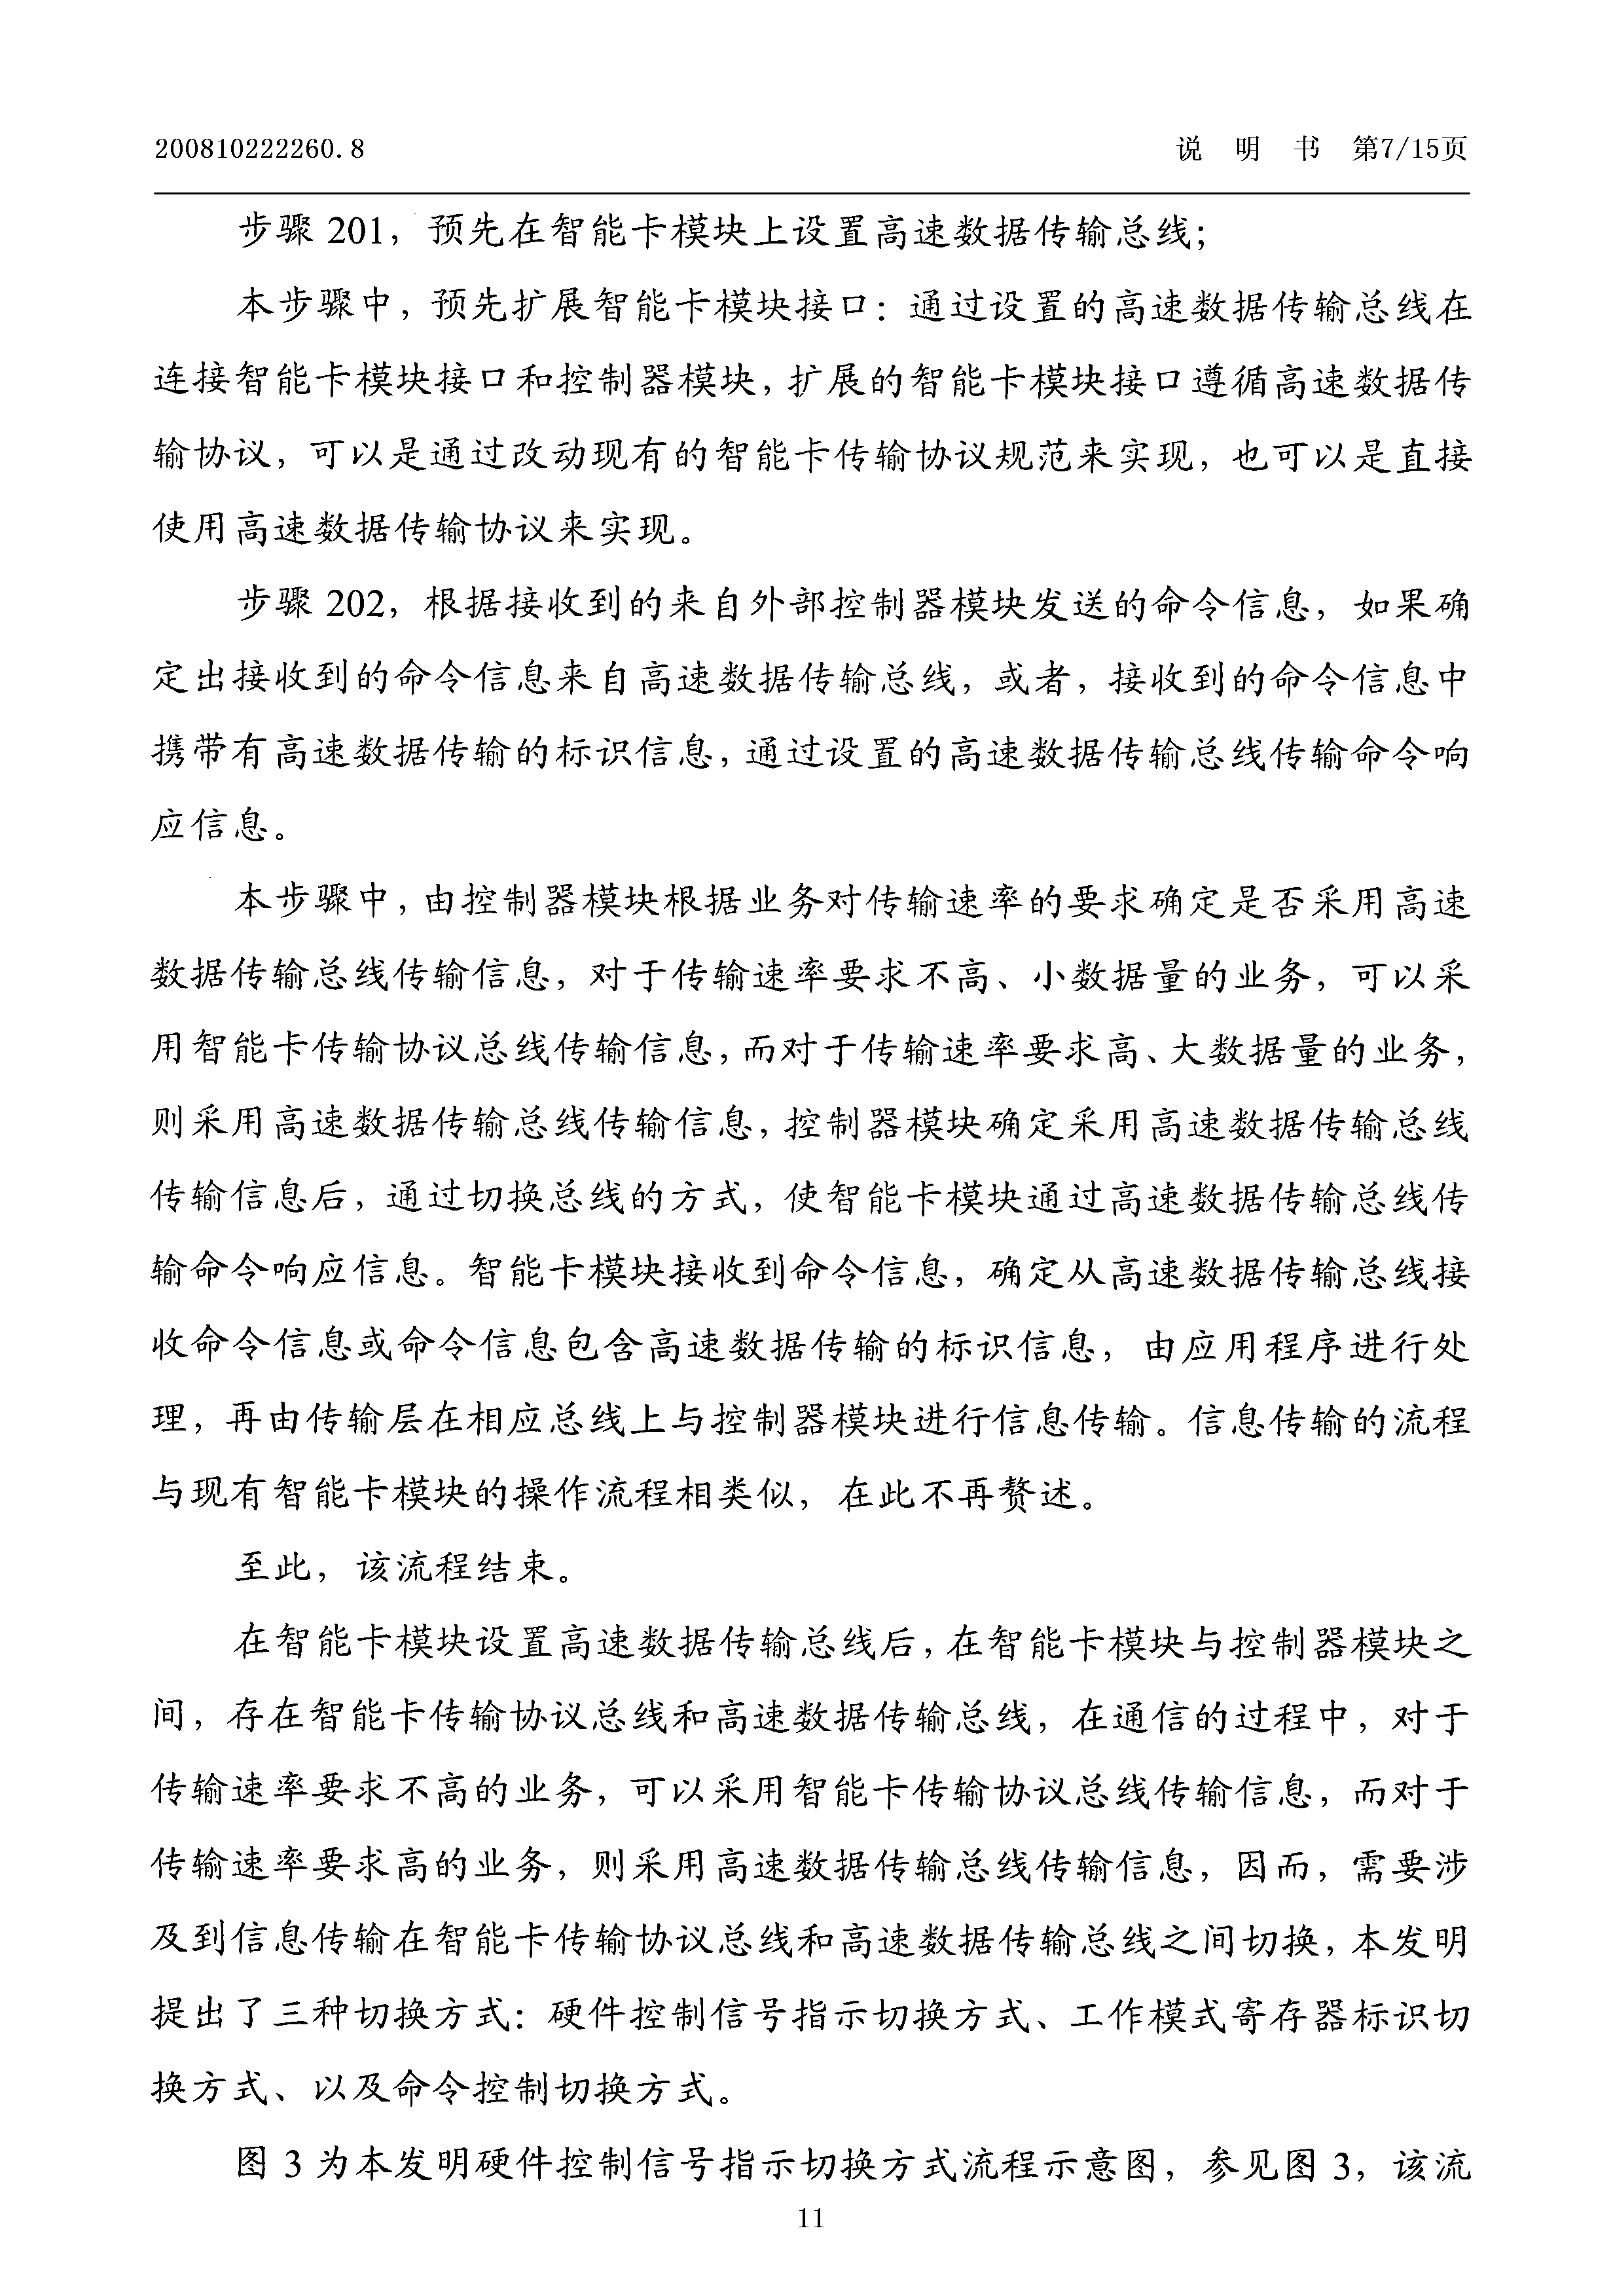 200810222260.8 说 明 书 第7/15页
步骤 201，预先在智能卡模块上设置高速数据传输总线；
本步骤中，预先扩展智能卡模块接口：通过设置的高速数据传输总线在
连接智能卡模块接口和控制器模块，扩展的智能卡模块接口遵循高速数据传
输协议，可以是通过改动现有的智能卡传输协议规范来实现，也可以是直接
使用高速数据传输协议来实现。
步骤 202，根据接收到的来自外部控制器模块发送的命令信息，如果确
定出接收到的命令信息来自高速数据传输总线，或者，接收到的命令信息中
携带有高速数据传输的标识信息，通过设置的高速数据传输总线传输命令响
应信息。
本步骤中，由控制器模块根据业务对传输速率的要求确定是否采用高速
数据传输总线传输信息，对于传输速率要求不高、小数据量的业务，可以采
用智能卡传输协议总线传输信息，而对于传输速率要求高、大数据量的业务，
则采用高速数据传输总线传输信息，控制器模块确定采用高速数据传输总线
传输信息后，通过切换总线的方式，使智能卡模块通过高速数据传输总线传
输命令响应信息。智能卡模块接收到命令信息，确定从高速数据传输总线接
收命令信息或命令信息包含高速数据传输的标识信息，由应用程序进行处
理，再由传输层在相应总线上与控制器模块进行信息传输。信息传输的流程
与现有智能卡模块的操作流程相类似，在此不再赘述。
至此，该流程结束。
在智能卡模块设置高速数据传输总线后，在智能卡模块与控制器模块之
间，存在智能卡传输协议总线和高速数据传输总线，在通信的过程中，对于
传输速率要求不高的业务，可以采用智能卡传输协议总线传输信息，而对于
传输速率要求高的业务，则采用高速数据传输总线传输信息，因而，需要涉
及到信息传输在智能卡传输协议总线和高速数据传输总线之间切换，本发明
提出了三种切换方式：硬件控制信号指示切换方式、工作模式寄存器标识切
换方式、以及命令控制切换方式。
图 3 为本发明硬件控制信号指示切换方式流程示意图，参见图 3，该流
11